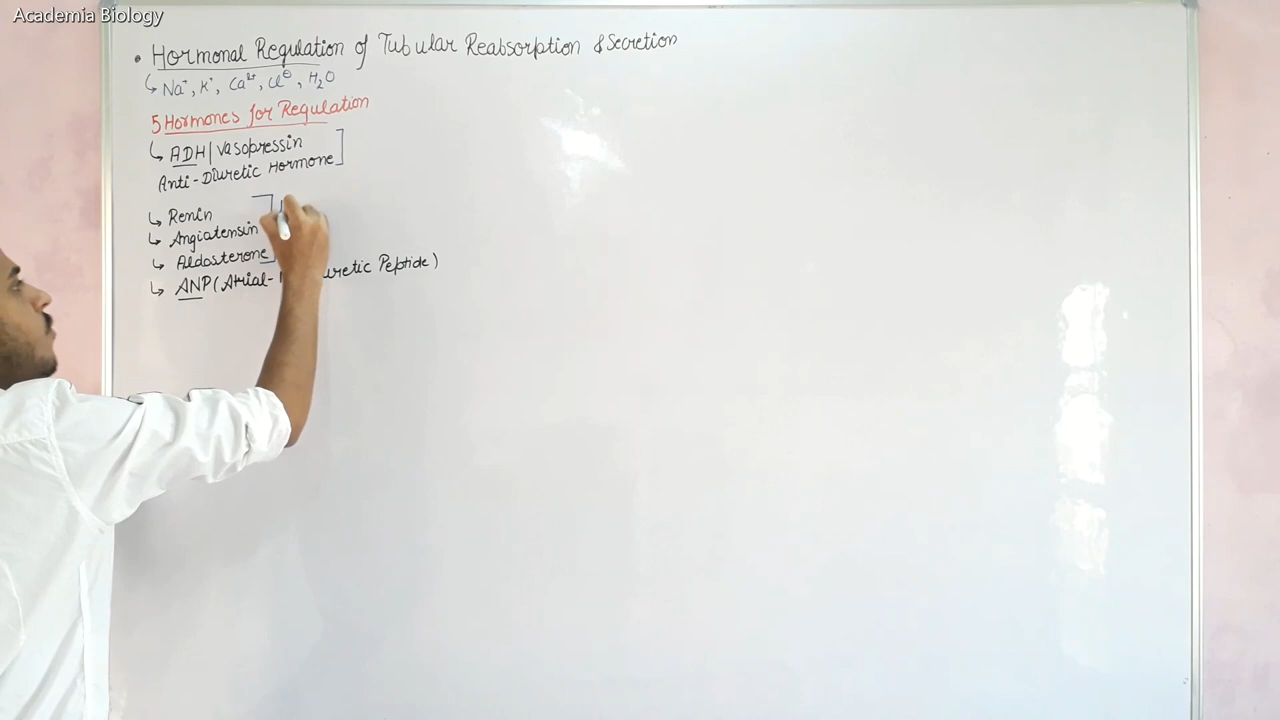 Academia Biology
• Hormonal Regulation of Tubular Reabsorption & Secretion
↳ Na⁺, K⁺, Ca²⁺, Cl⊖, H₂O
5 Hormones for Regulation
↳ ADH | Vasopressin
Anti-Diuretic Hormone
↳ Renin
↳ Angiatensin
↳ Aldosterone
↳ ANP (Atrial- Peptide)